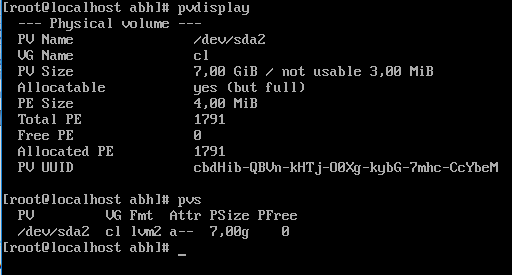 [root@localhost abh]# pvdisplay
--- Physical volume ---
PV Name /dev/sda2
VG Name cl
PV Size 7,00 GiB / not usable 3,00 MiB
Allocatable yes (but full)
PE Size 4,00 MiB
Total PE 1791
Free PE 0
Allocated PE 1791
PV UUID cbdHib-QBVn-kHTj-O0Xg-kybG-7mhc-CcYbeM
[root@localhost abh]# pvs
PV VG Fmt Attr PSize PFree
/dev/sda2 cl lvm2 a-- 7,00g 0
[root@localhost abh]# _